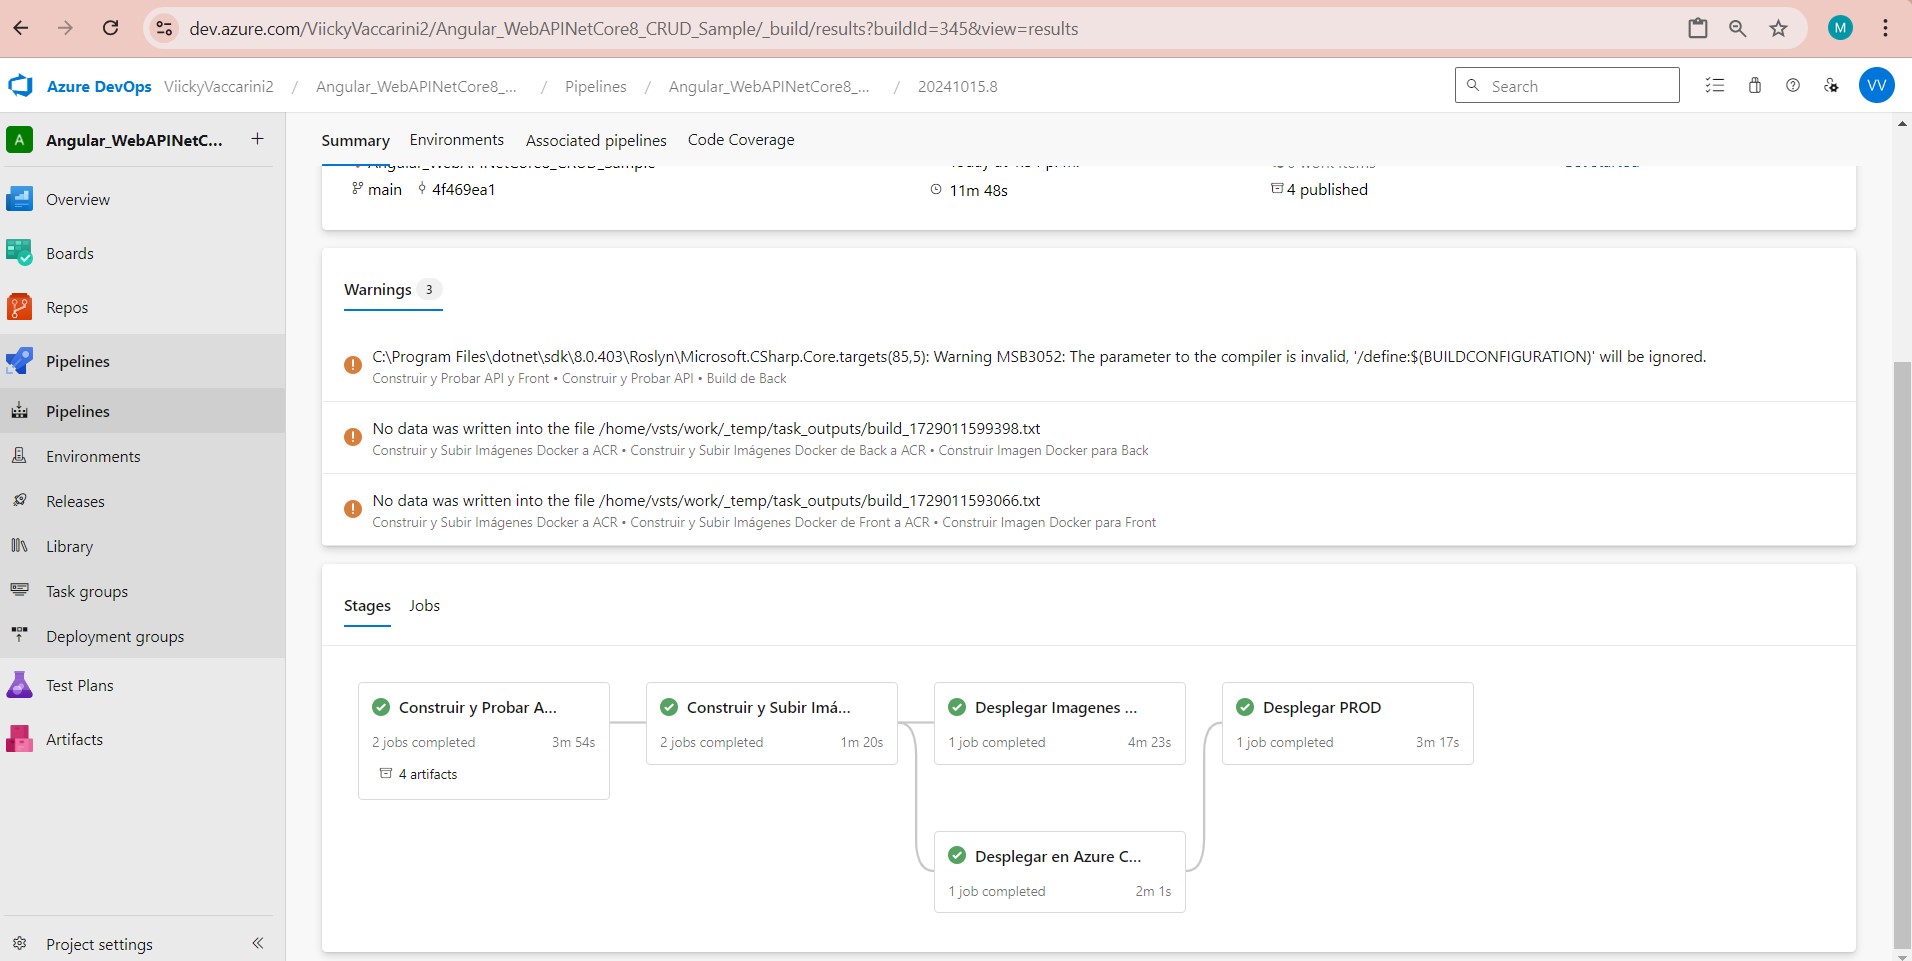 dev.azure.com/ViickyVaccarini2/Angular_WebAPINetCore8_CRUD_Sample/_build/results?buildId=345&view=results
M
Azure DevOps ViickyVaccarini2 / Angular_WebAPINetCore8_... / Pipelines / Angular_WebAPINetCore8_... / 20241015.8
Search
VV
A Angular_WebAPINetC... +
Overview
Boards
Repos
Pipelines
Pipelines
Environments
Releases
Library
Task groups
Deployment groups
Test Plans
Artifacts
Project settings
Summary Environments Associated pipelines Code Coverage
Angular_WebAPINetCore8_CRUD_Sample
main 4f469ea1 11m 48s 4 published
Warnings 3
C:\Program Files\dotnet\sdk\8.0.403\Roslyn\Microsoft.CSharp.Core.targets(85,5): Warning MSB3052: The parameter to the compiler is invalid, '/define:$(BUILDCONFIGURATION)' will be ignored.
Construir y Probar API y Front • Construir y Probar API • Build de Back
No data was written into the file /home/vsts/work/_temp/task_outputs/build_1729011599398.txt
Construir y Subir Imágenes Docker a ACR • Construir y Subir Imágenes Docker de Back a ACR • Construir Imagen Docker para Back
No data was written into the file /home/vsts/work/_temp/task_outputs/build_1729011593066.txt
Construir y Subir Imágenes Docker a ACR • Construir y Subir Imágenes Docker de Front a ACR • Construir Imagen Docker para Front
Stages Jobs
Construir y Probar A...
2 jobs completed 3m 54s
4 artifacts
Construir y Subir Imá...
2 jobs completed 1m 20s
Desplegar Imagenes ...
1 job completed 4m 23s
Desplegar PROD
1 job completed 3m 17s
Desplegar en Azure C...
1 job completed 2m 1s